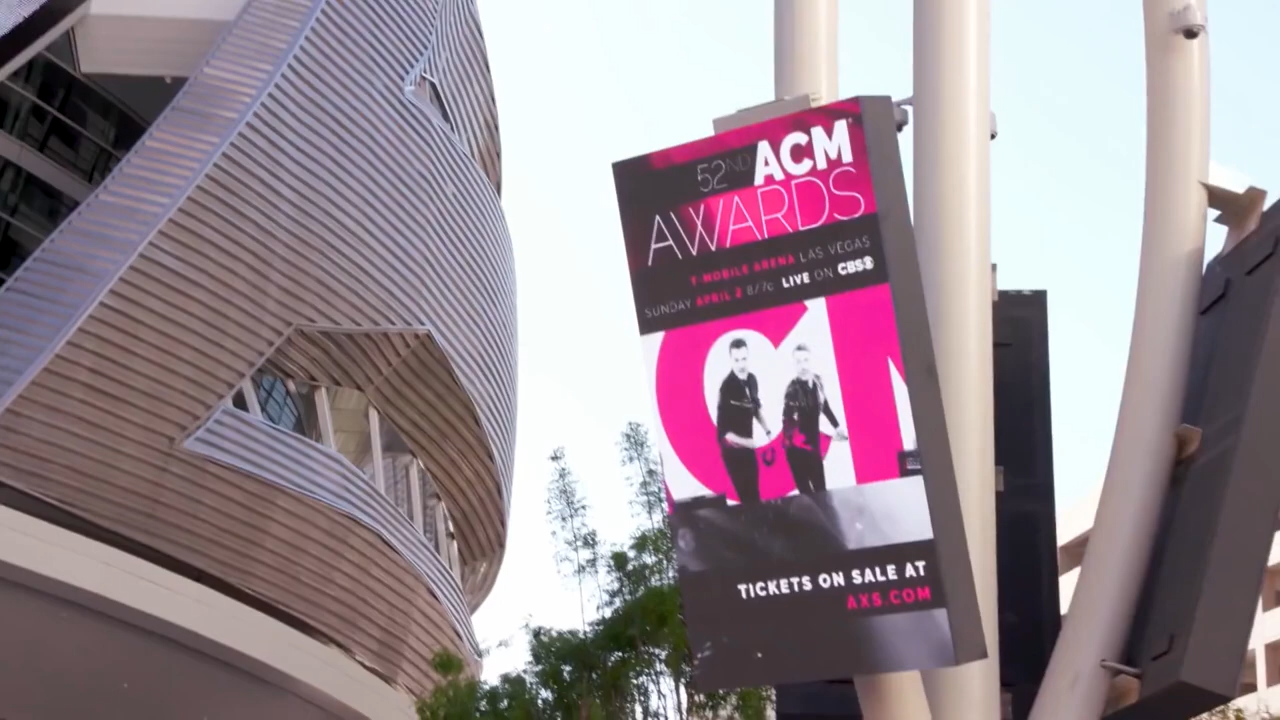 52ND ACM
AWARDS
T-MOBILE ARENA LAS VEGAS
SUNDAY APRIL 2 8/7c LIVE ON CBS
TICKETS ON SALE AT
AXS.COM